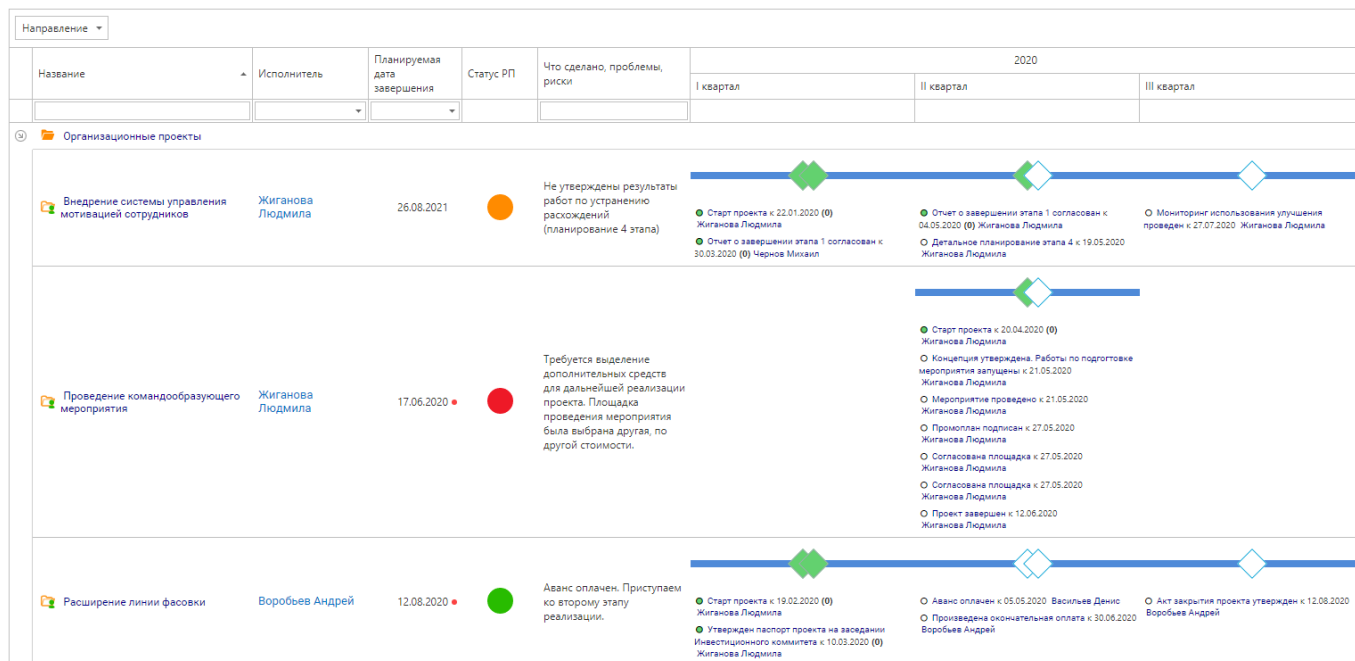 Направление
Название
Исполнитель
Планируемая
дата
завершения
Статус РП
Что сделано, проблемы,
риски
2020
I квартал
II квартал
III квартал
Организационные проекты
Внедрение системы управления
мотивацией сотрудников
Жиганова
Людмила
26.08.2021
Не утверждены результаты
работ по устранению
расхождений
(планирование 4 этапа)
Старт проекта к 22.01.2020 (0)
Жиганова Людмила
Отчет о завершении этапа 1 согласован к
30.03.2020 (0) Чернов Михаил
Отчет о завершении этапа 1 согласован к
04.05.2020 (0) Жиганова Людмила
Детальное планирование этапа 4 к 19.05.2020
Жиганова Людмила
Мониторинг использования улучшения
проведен к 27.07.2020 Жиганова Людмила
Проведение командообразующего
мероприятия
Жиганова
Людмила
17.06.2020
Требуется выделение
дополнительных средств
для дальнейшей реализации
проекта. Площадка
проведения мероприятия
была выбрана другая, по
другой стоимости.
Старт проекта к 20.04.2020 (0)
Жиганова Людмила
Концепция утверждена. Работы по подгортовке
мероприятия запущены к 21.05.2020
Жиганова Людмила
Мероприятие проведено к 21.05.2020
Жиганова Людмила
Промоплан подписан к 27.05.2020
Жиганова Людмила
Согласована площадка к 27.05.2020
Жиганова Людмила
Согласована площадка к 27.05.2020
Жиганова Людмила
Проект завершен к 12.06.2020
Жиганова Людмила
Расширение линии фасовки
Воробьев Андрей
12.08.2020
Аванс оплачен. Приступаем
ко второму этапу
реализации.
Старт проекта к 19.02.2020 (0)
Жиганова Людмила
Утвержден паспорт проекта на заседании
Инвестиционного коммитета к 10.03.2020 (0)
Жиганова Людмила
Аванс оплачен к 05.05.2020 Васильев Денис
Произведена окончательная оплата к 30.06.2020
Воробьев Андрей
Акт закрытия проекта утвержден к 12.08.2020
Воробьев Андрей